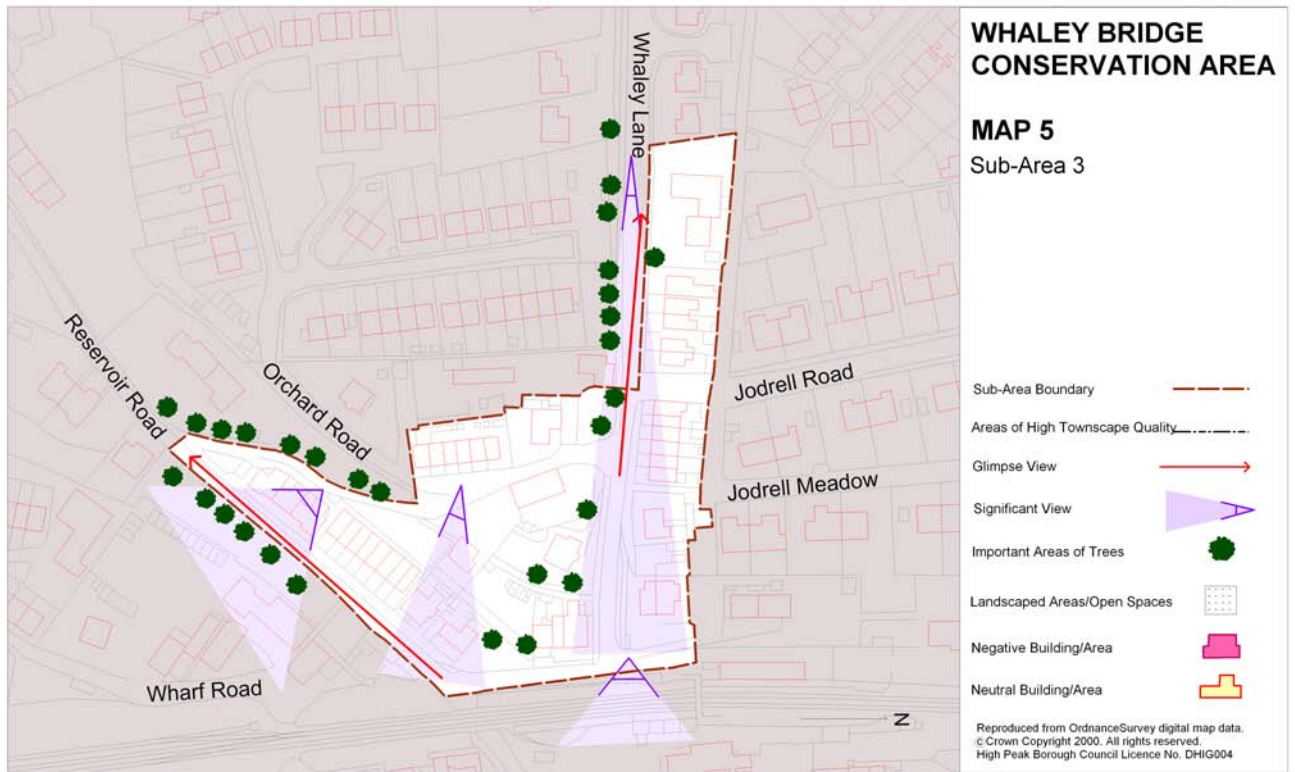 WHALEY BRIDGE
CONSERVATION AREA
MAP 5
Sub-Area 3
Whaley Lane
Reservoir Road
Orchard Road
Jodrell Road
Jodrell Meadow
Wharf Road
N
Sub-Area Boundary
Areas of High Townscape Quality
Glimpse View
Significant View
Important Areas of Trees
Landscaped Areas/Open Spaces
Negative Building/Area
Neutral Building/Area
Reproduced from OrdnanceSurvey digital map data.
© Crown Copyright 2000. All rights reserved.
High Peak Borough Council Licence No. DHIG004